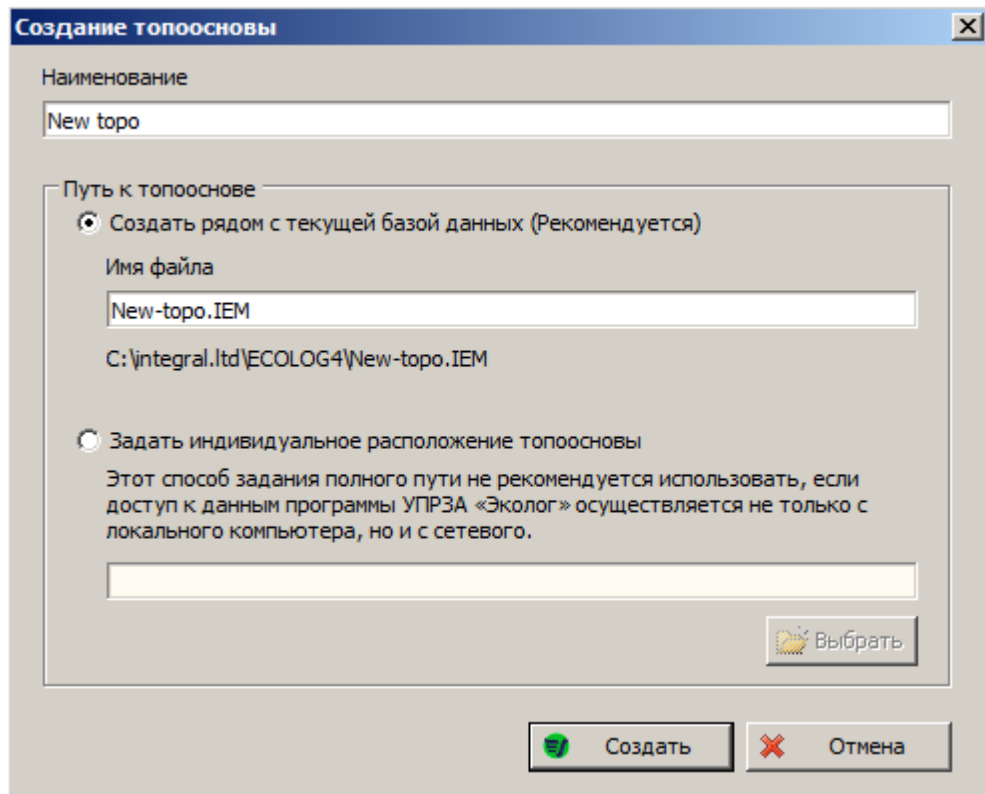 Создание топоосновы
Наименование
New topo
Путь к топооснове
Создать рядом с текущей базой данных (Рекомендуется)
Имя файла
New-topo.IEM
C:\integral.ltd\ECOLOG4\New-topo.IEM
Задать индивидуальное расположение топоосновы
Этот способ задания полного пути не рекомендуется использовать, если
доступ к данным программы УПРЗА «Эколог» осуществляется не только с
локального компьютера, но и с сетевого.
Выбрать
Создать
Отмена